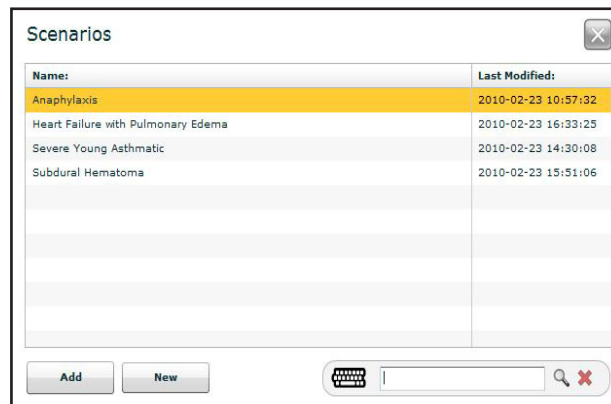 Scenarios
Name: Last Modified:
Anaphylaxis 2010-02-23 10:57:32
Heart Failure with Pulmonary Edema 2010-02-23 16:33:25
Severe Young Asthmatic 2010-02-23 14:30:08
Subdural Hematoma 2010-02-23 15:51:06
Add New